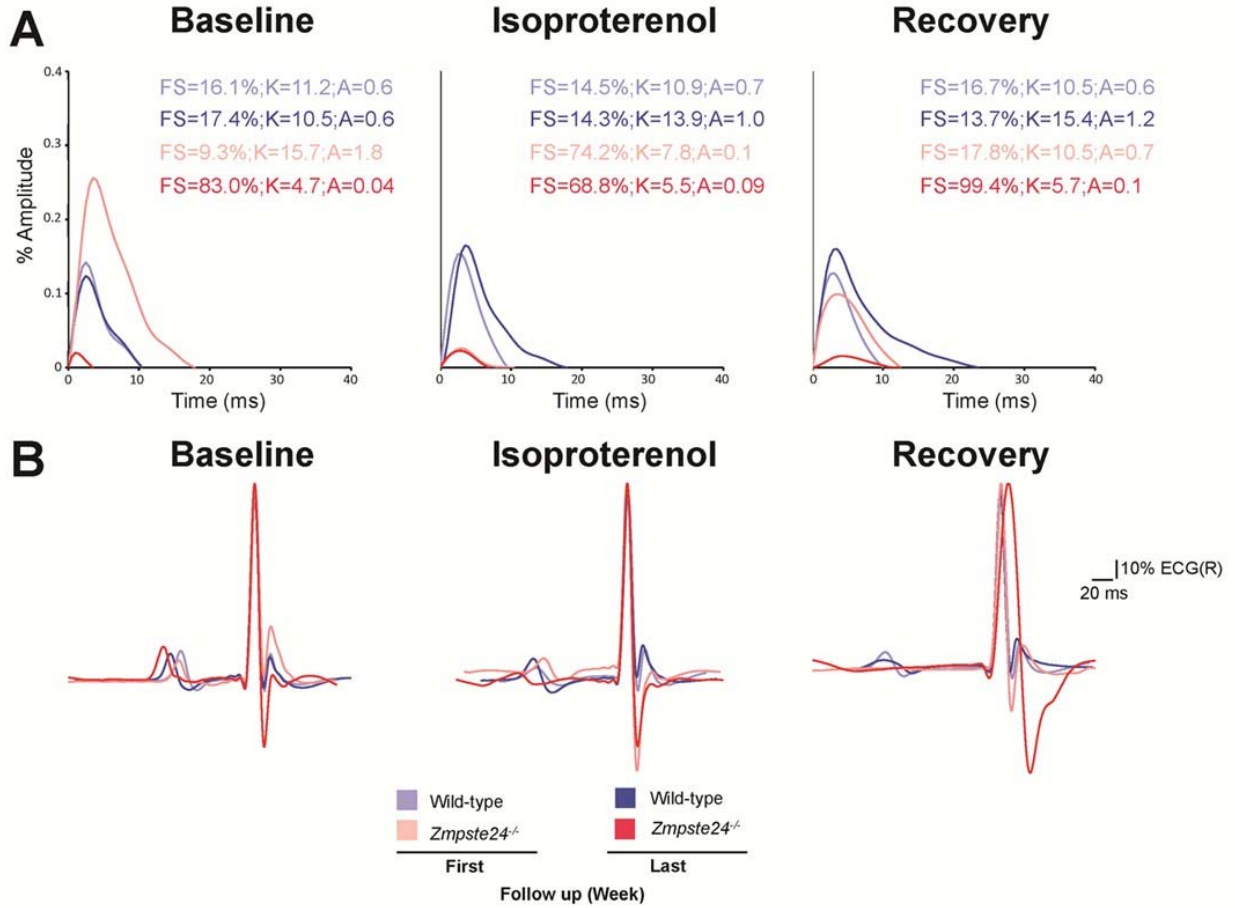 A
Baseline
Isoproterenol
Recovery
0.4
0.3
0.2
0.1
0
% Amplitude
FS=16.1%;K=11.2;A=0.6
FS=17.4%;K=10.5;A=0.6
FS=9.3%;K=15.7;A=1.8
FS=83.0%;K=4.7;A=0.04
FS=14.5%;K=10.9;A=0.7
FS=14.3%;K=13.9;A=1.0
FS=74.2%;K=7.8;A=0.1
FS=68.8%;K=5.5;A=0.09
FS=16.7%;K=10.5;A=0.6
FS=13.7%;K=15.4;A=1.2
FS=17.8%;K=10.5;A=0.7
FS=99.4%;K=5.7;A=0.1
0 10 20 30 40
0 10 20 30 40
0 10 20 30 40
Time (ms)
Time (ms)
Time (ms)
B
Baseline
Isoproterenol
Recovery
10% ECG(R)
20 ms
Wild-type
Zmpste24-/-
First
Wild-type
Zmpste24-/-
Last
Follow up (Week)